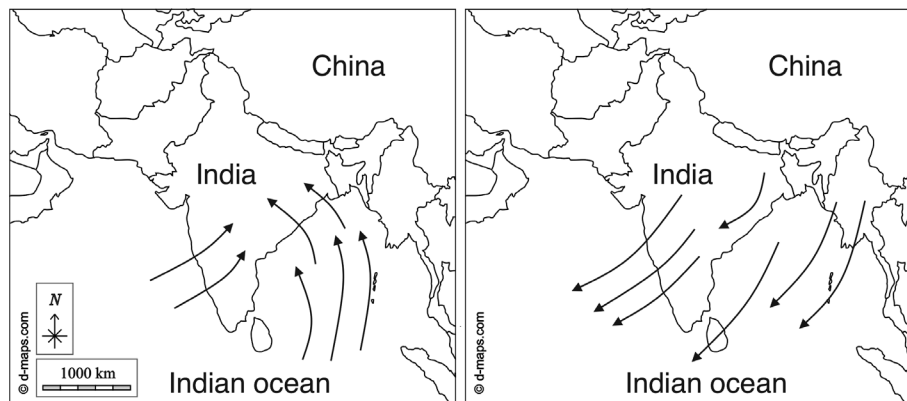 China
India
N
1000 km
Indian ocean
© d-maps.com
China
India
Indian ocean
© d-maps.com